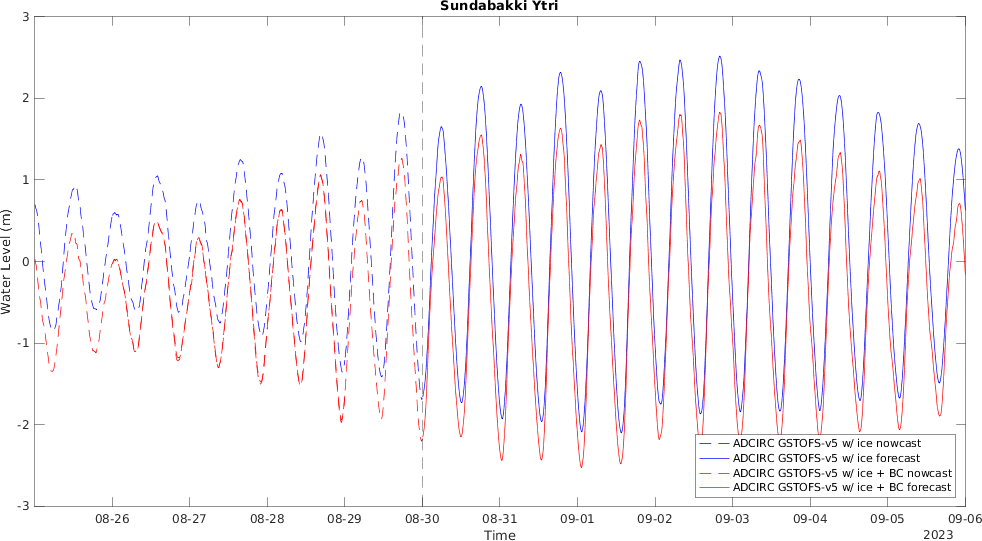 Sundabakki Ytri
3
2
1
0
-1
-2
-3
Water Level (m)
ADCIRC GSTOFS-v5 w/ ice nowcast
ADCIRC GSTOFS-v5 w/ ice forecast
ADCIRC GSTOFS-v5 w/ ice + BC nowcast
ADCIRC GSTOFS-v5 w/ ice + BC forecast
08-26 08-27 08-28 08-29 08-30 08-31 09-01 09-02 09-03 09-04 09-05 09-06
Time
2023